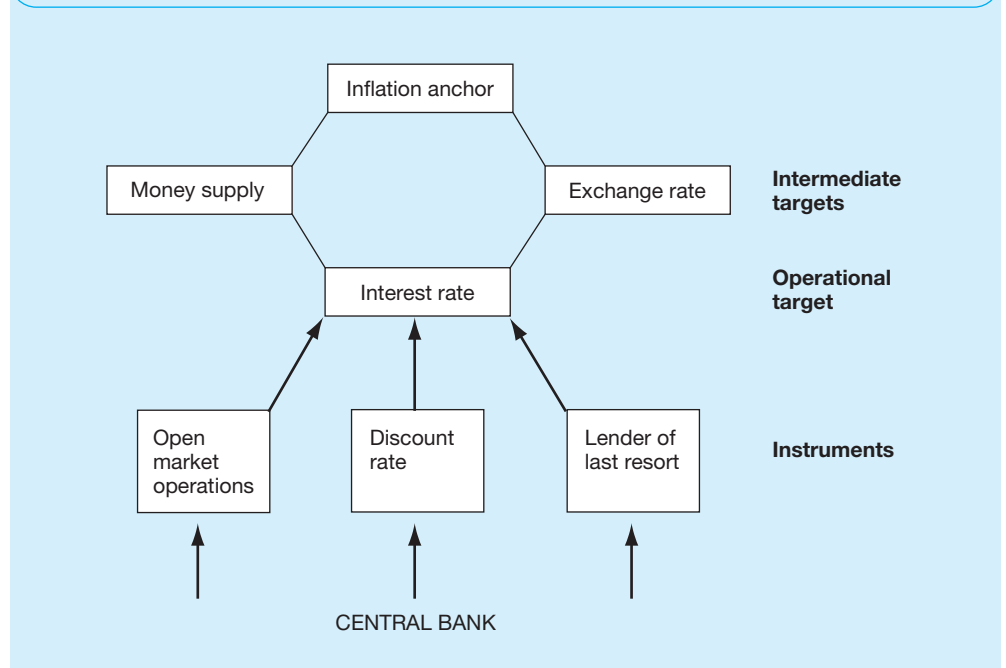 Inflation anchor
Money supply
Exchange rate
Intermediate
targets
Interest rate
Operational
target
Open
market
operations
Discount
rate
Lender of
last resort
Instruments
CENTRAL BANK